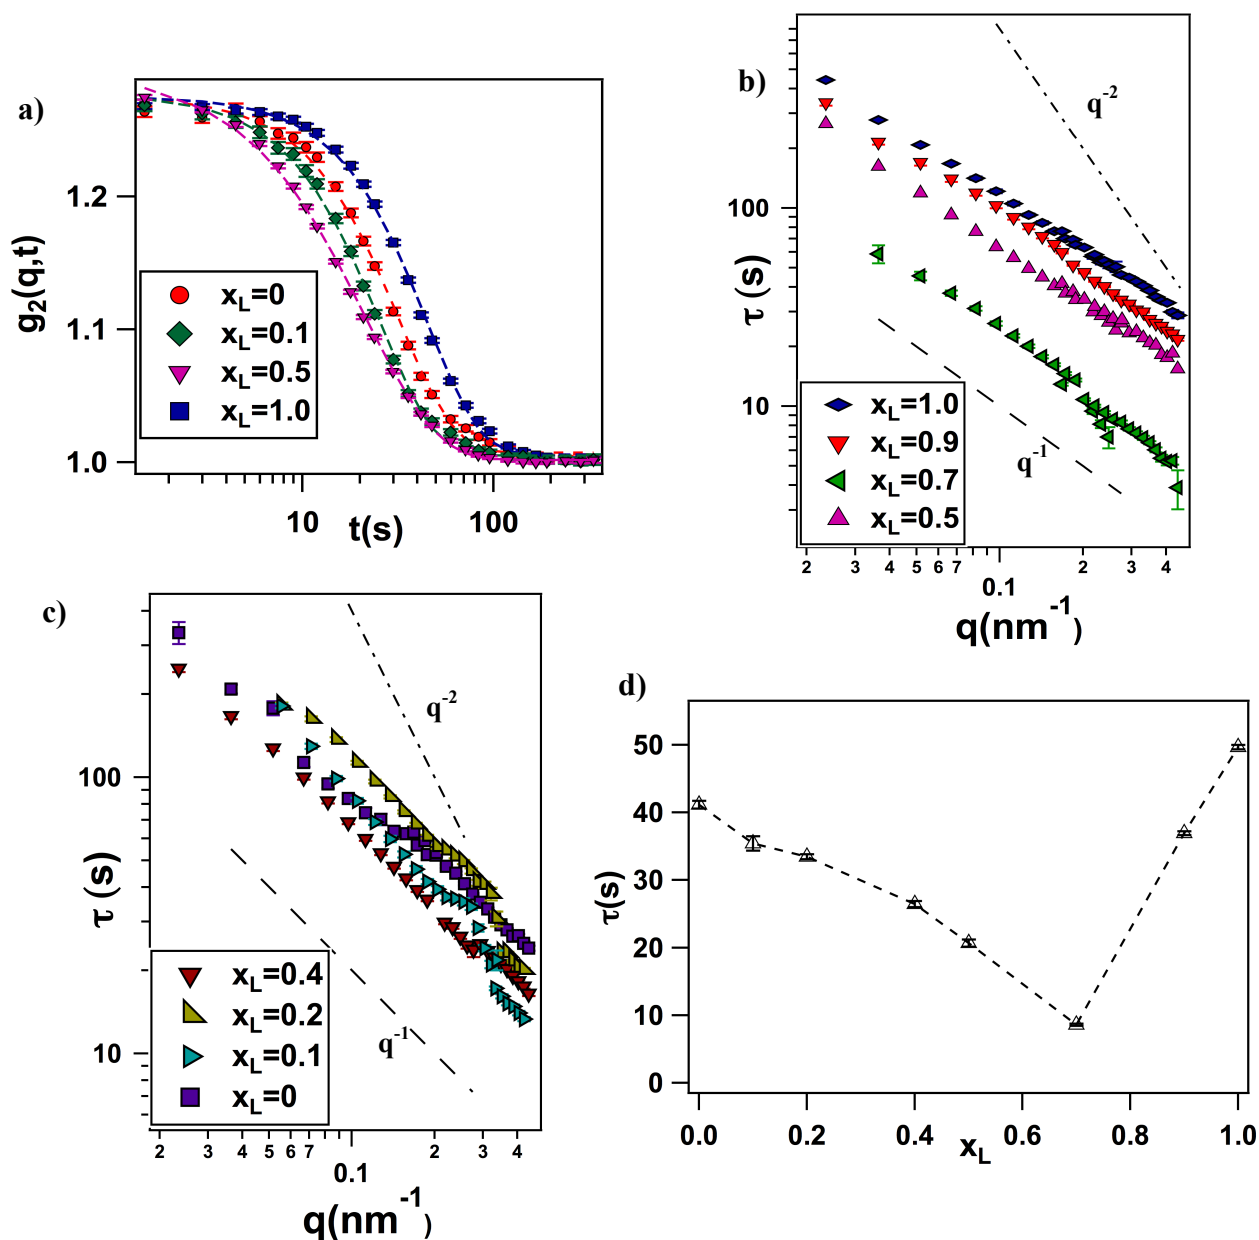 a)
g2(q,t)
1.2
1.1
1.0
xL=0
xL=0.1
xL=0.5
xL=1.0
10
100
t(s)
b)
q-2
100
τ (s)
10
q-1
xL=1.0
xL=0.9
xL=0.7
xL=0.5
2 3 4 5 6 7 2 3 4
0.1
q(nm-1)
c)
q-2
100
τ (s)
10
q-1
xL=0.4
xL=0.2
xL=0.1
xL=0
2 3 4 5 6 7 2 3 4
0.1
q(nm-1)
d)
50
40
30
τ(s)
20
10
0
0.0 0.2 0.4 0.6 0.8 1.0
xL